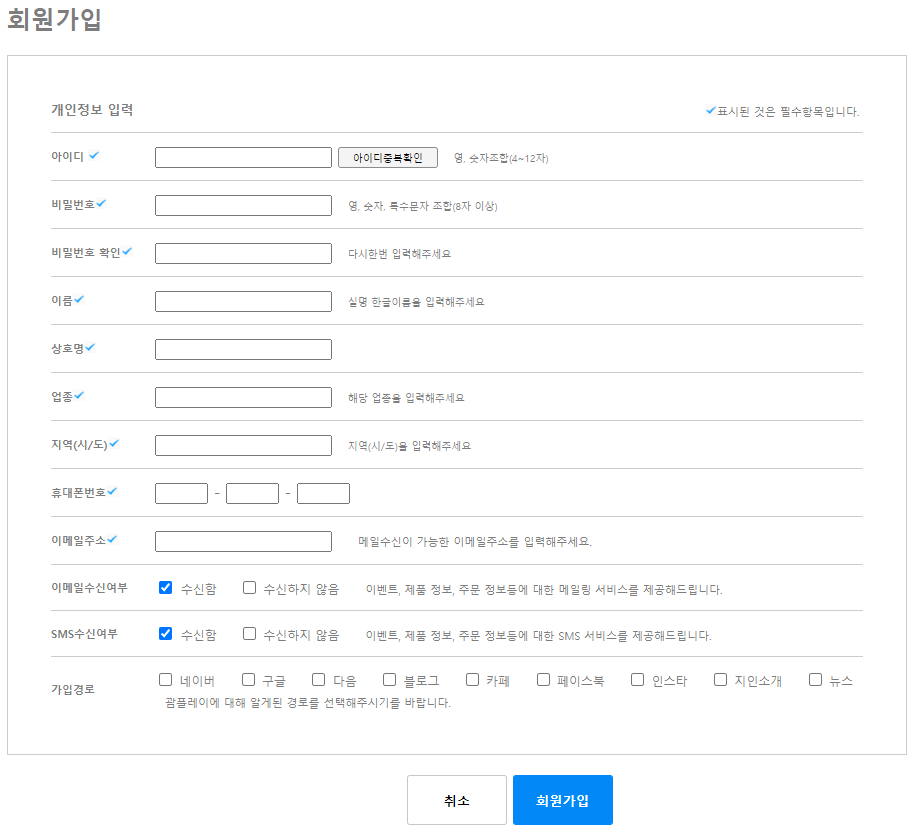 회원가입
개인정보 입력 표시된 것은 필수항목입니다.
아이디 아이디중복확인 영, 숫자조합(4~12자)
비밀번호 영, 숫자, 특수문자 조합(8자 이상)
비밀번호 확인 다시한번 입력해주세요
이름 실명 한글이름을 입력해주세요
상호명
업종 해당 업종을 입력해주세요
지역(시/도) 지역(시/도)을 입력해주세요
휴대폰번호 - -
이메일주소 메일수신이 가능한 이메일주소를 입력해주세요.
이메일수신여부 수신함 수신하지 않음 이벤트, 제품 정보, 주문 정보등에 대한 메일링 서비스를 제공해드립니다.
SMS수신여부 수신함 수신하지 않음 이벤트, 제품 정보, 주문 정보등에 대한 SMS 서비스를 제공해드립니다.
가입경로 네이버 구글 다음 블로그 카페 페이스북 인스타 지인소개 뉴스
괌플레이에 대해 알게된 경로를 선택해주시기를 바랍니다.
취소 회원가입